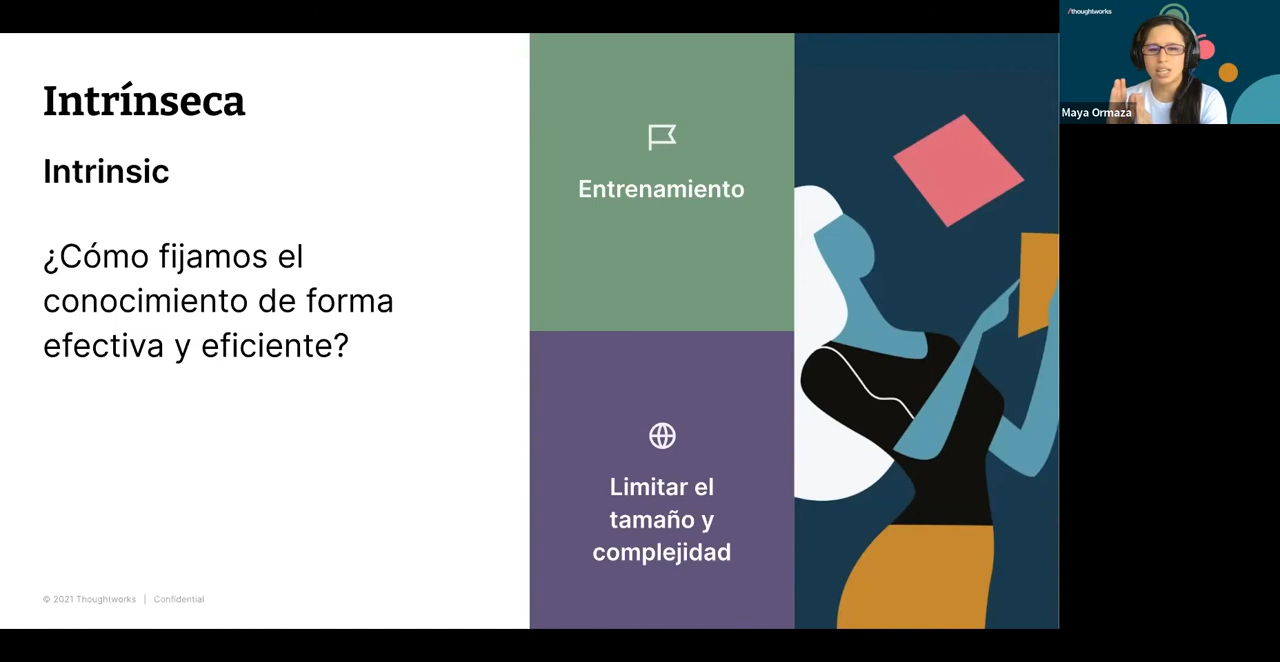 Intrínseca
Intrinsic
¿Cómo fijamos el
conocimiento de forma
efectiva y eficiente?
© 2021 Thoughtworks | Confidential
Entrenamiento
Limitar el
tamaño y
complejidad
/thoughtworks
Maya Ormaza